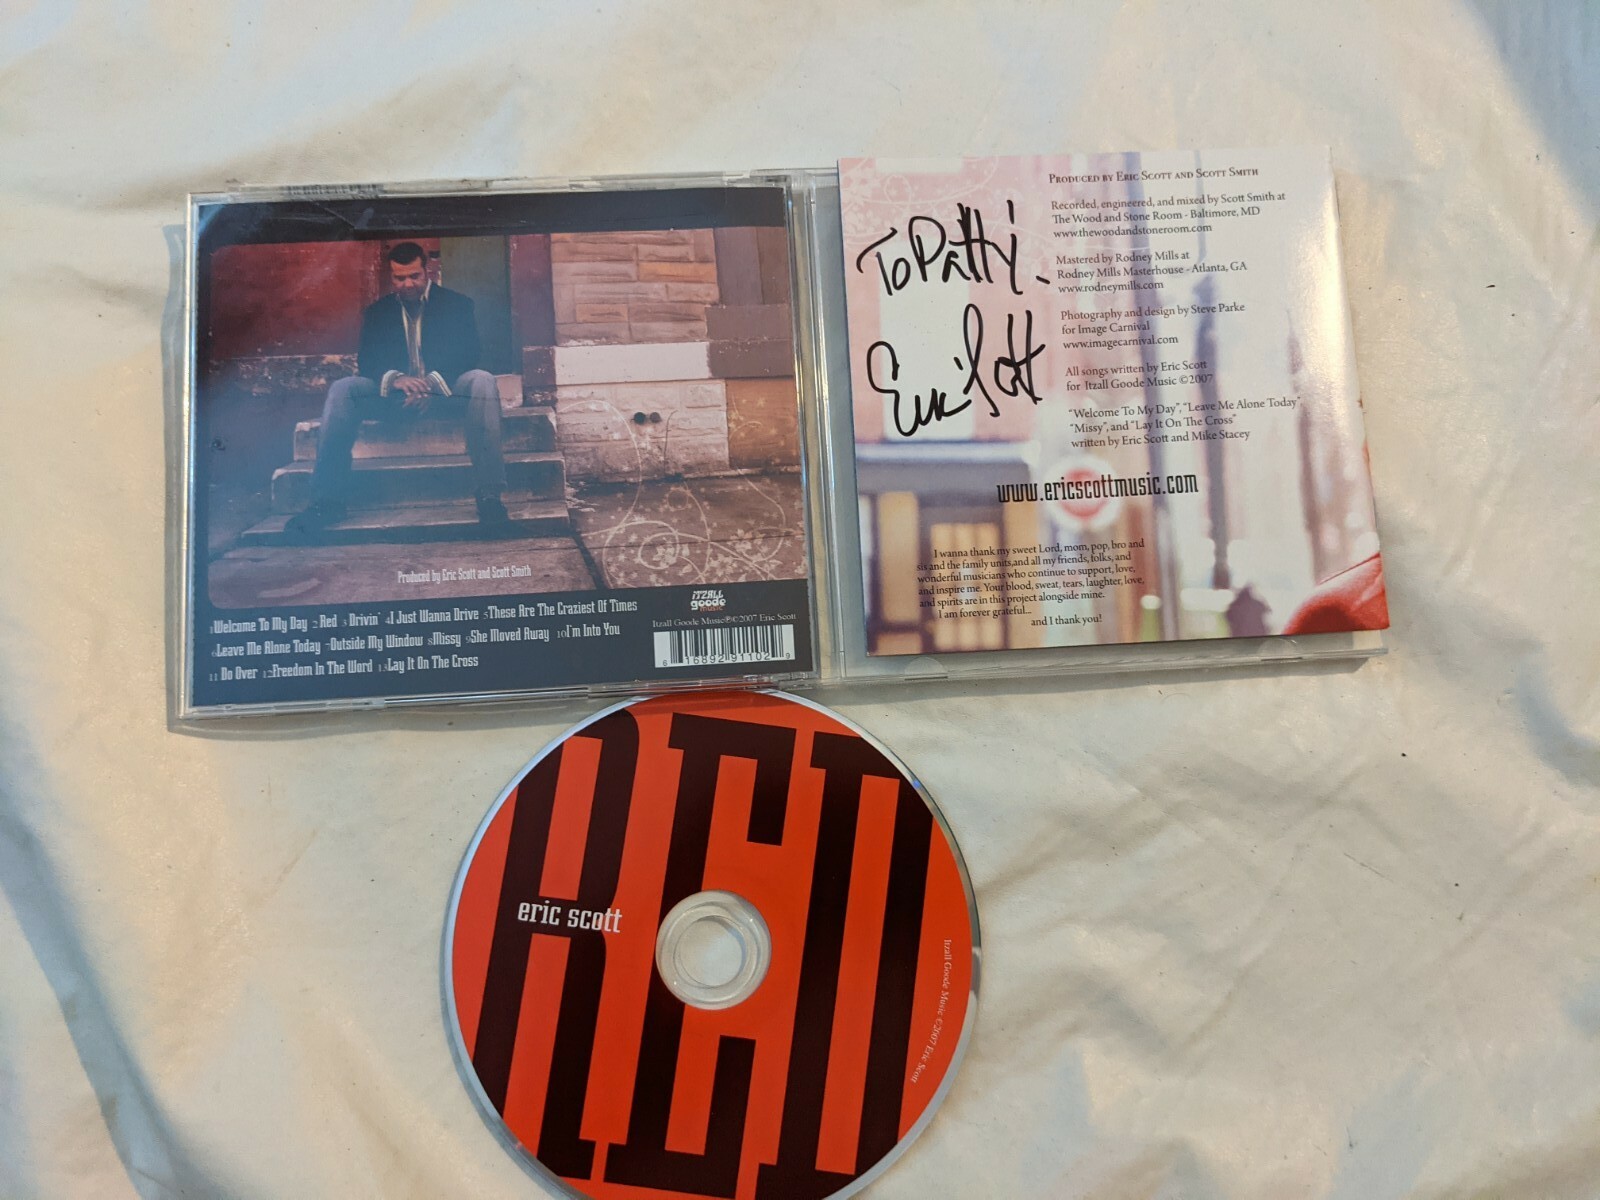 Produced by Eric Scott and Scott Smith
1 Welcome To My Day 2 Red 3 Drivin' 4 I Just Wanna Drive 5 These Are The Craziest Of Times
6 Leave Me Alone Today 7 Outside My Window 8 Missy 9 She Moved Away 10 I'm Into You
11 Do Over 12 Freedom In The Word 13 Lay It On The Cross
ITZALL
goode
music
Itzall Goode Music℗©2007 Eric Scott
6 16892 91102 9
To Patti -
Eric Scott
Produced by Eric Scott and Scott Smith
Recorded, engineered, and mixed by Scott Smith at
The Wood and Stone Room - Baltimore, MD
www.thewoodandstoneroom.com
Mastered by Rodney Mills at
Rodney Mills Masterhouse - Atlanta, GA
www.rodneymills.com
Photography and design by Steve Parke
for Image Carnival
www.imagecarnival.com
All songs written by Eric Scott
for Itzall Goode Music ©2007
"Welcome To My Day", "Leave Me Alone Today"
"Missy", and "Lay It On The Cross"
written by Eric Scott and Mike Stacey
www.ericscottmusic.com
I wanna thank my sweet Lord, mom, pop, bro and
sis and the family units,and all my friends, folks, and
wonderful musicians who continue to support, love,
and inspire me. Your blood, sweat, tears, laughter, love,
and spirits are in this project alongside mine.
I am forever grateful...
and I thank you!
RED
eric scott
Itzall Goode Music ©2007 Eric Scott